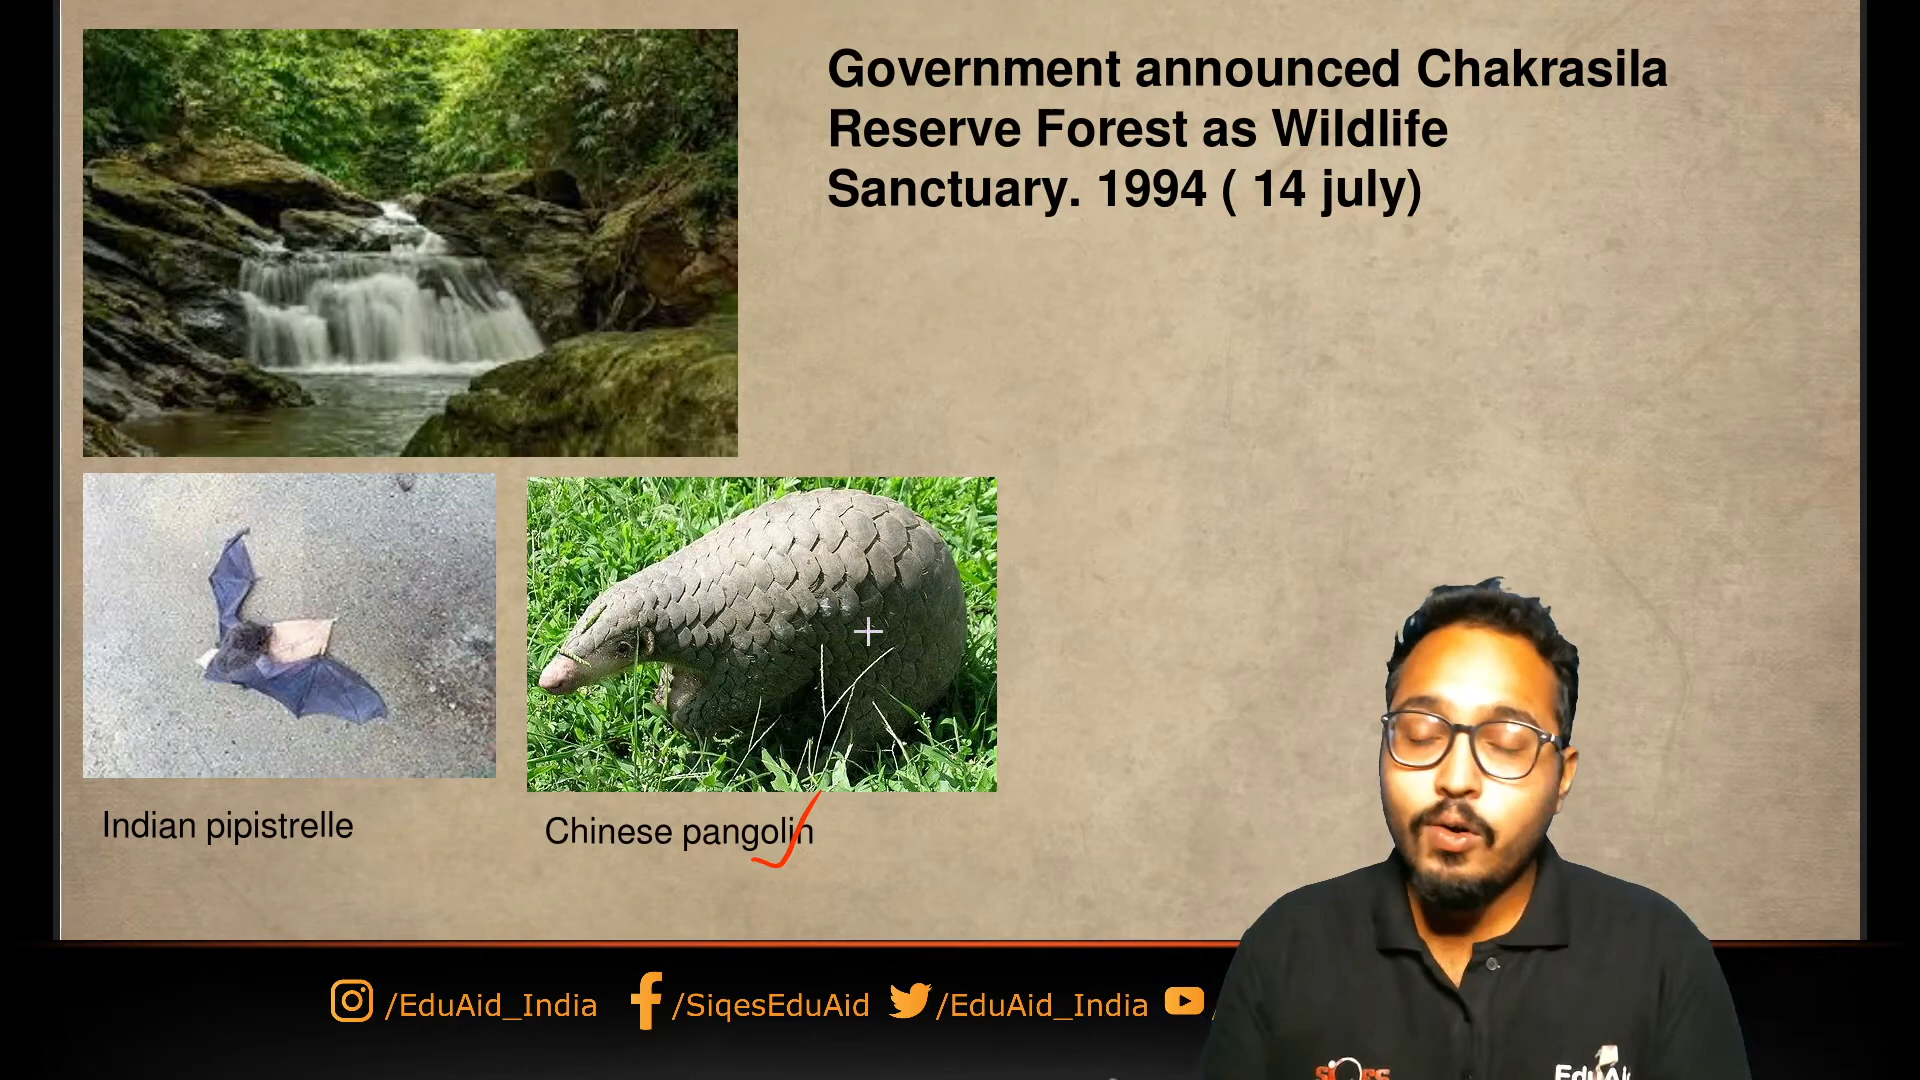 Government announced Chakrasila
Reserve Forest as Wildlife
Sanctuary. 1994 ( 14 july)
Indian pipistrelle
Chinese pangolin
/EduAid_India
/SiqesEduAid
/EduAid_India